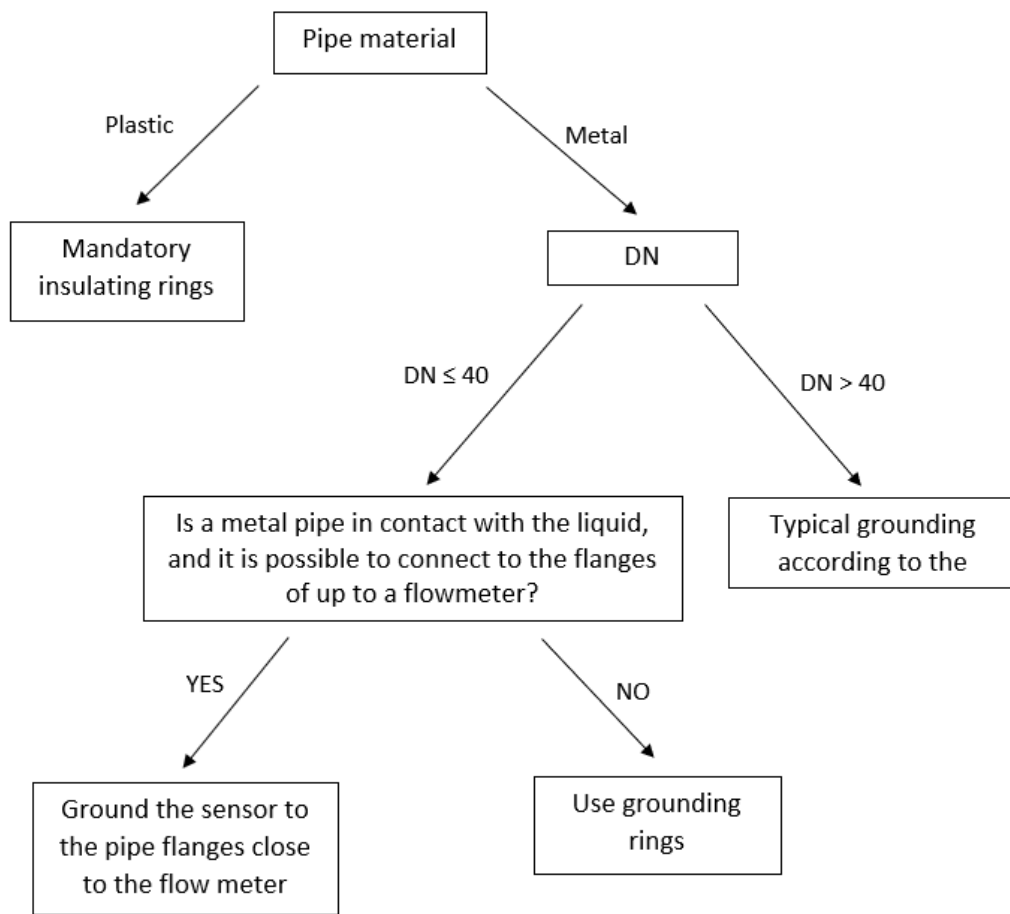 Pipe material
Plastic
Metal
Mandatory
insulating rings
DN
DN ≤ 40
DN > 40
Is a metal pipe in contact with the liquid,
and it is possible to connect to the flanges
of up to a flowmeter?
Typical grounding
according to the
YES
NO
Ground the sensor to
the pipe flanges close
to the flow meter
Use grounding
rings